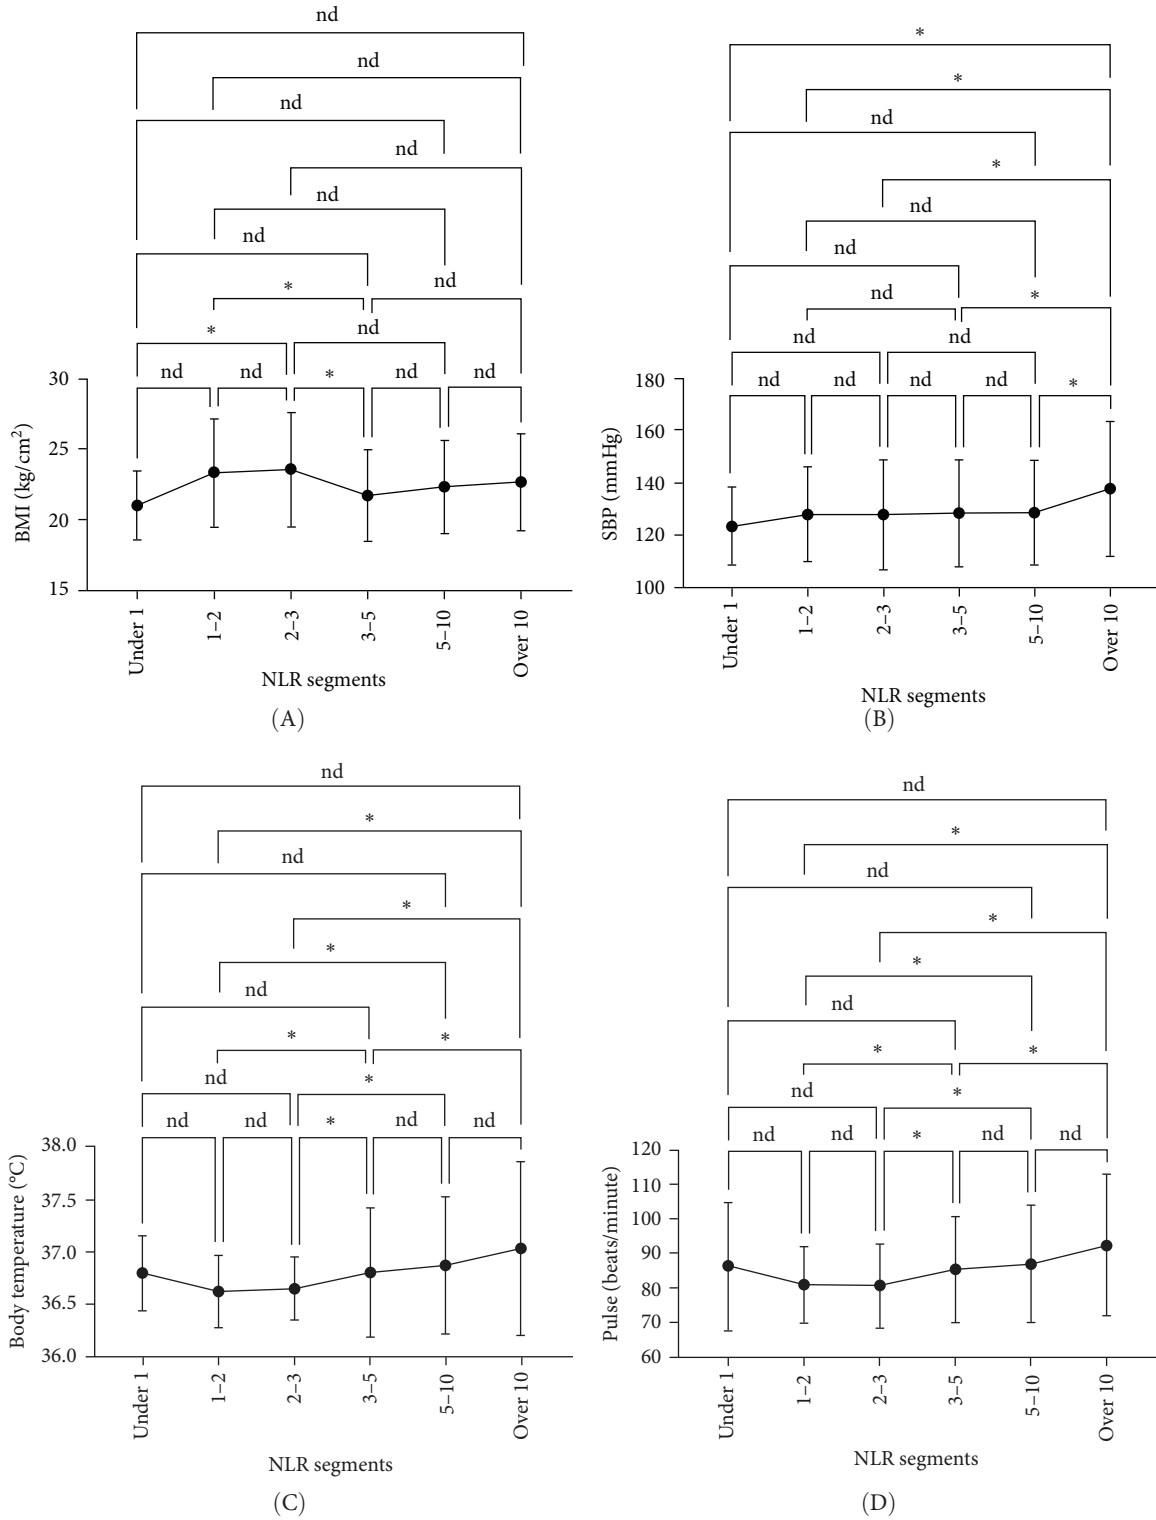 nd
nd
nd
nd
nd
nd
nd
*
*
nd
nd
nd
*
nd
nd
30
25
20
15
BMI (kg/cm²)
Under 1
1–2
2–3
3–5
5–10
Over 10
NLR segments
(A)
*
*
nd
*
nd
nd
nd
*
nd
nd
nd
nd
nd
nd
*
180
160
140
120
100
SBP (mmHg)
Under 1
1–2
2–3
3–5
5–10
Over 10
NLR segments
(B)
nd
*
nd
*
*
nd
*
*
nd
*
nd
nd
*
nd
nd
38.0
37.5
37.0
36.5
36.0
Body temperature (°C)
Under 1
1–2
2–3
3–5
5–10
Over 10
NLR segments
(C)
nd
*
nd
*
*
nd
*
*
nd
*
nd
nd
*
nd
nd
120
110
100
90
80
70
60
Pulse (beats/minute)
Under 1
1–2
2–3
3–5
5–10
Over 10
NLR segments
(D)